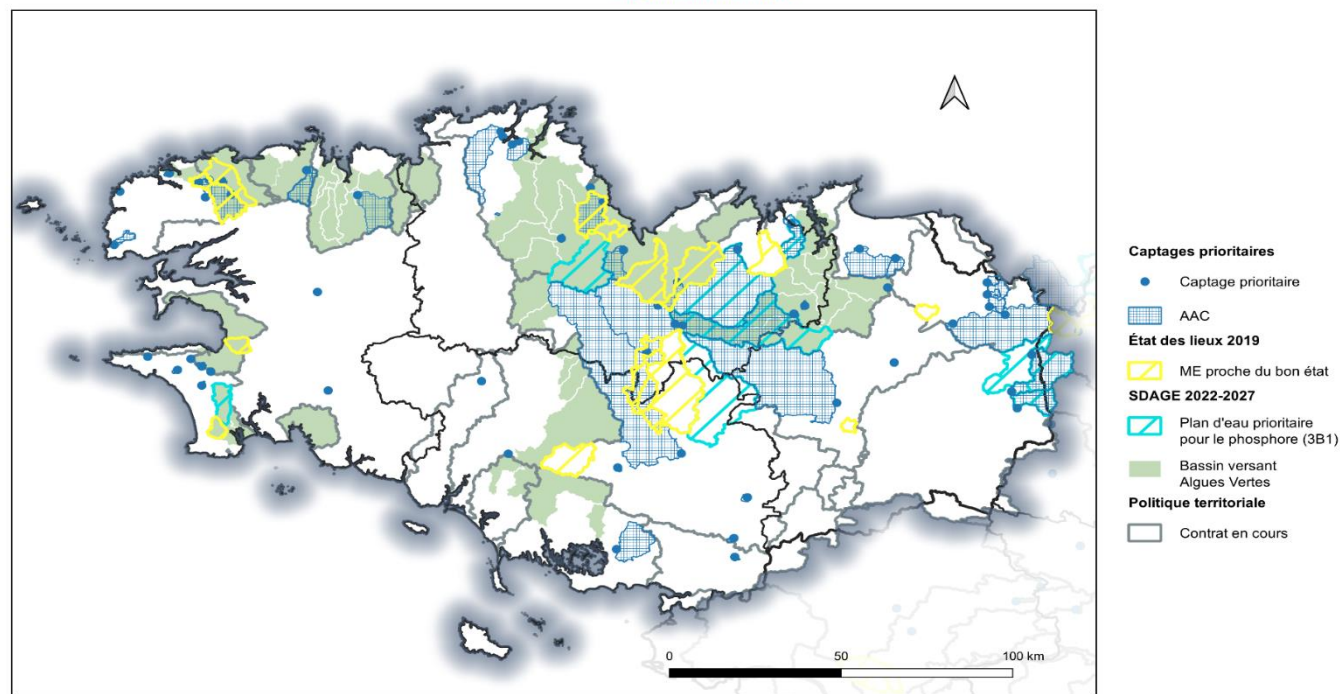 Captages prioritaires
Captage prioritaire
AAC
État des lieux 2019
ME proche du bon état
SDAGE 2022-2027
Plan d'eau prioritaire
pour le phosphore (3B1)
Bassin versant
Algues Vertes
Politique territoriale
Contrat en cours
0 50 100 km